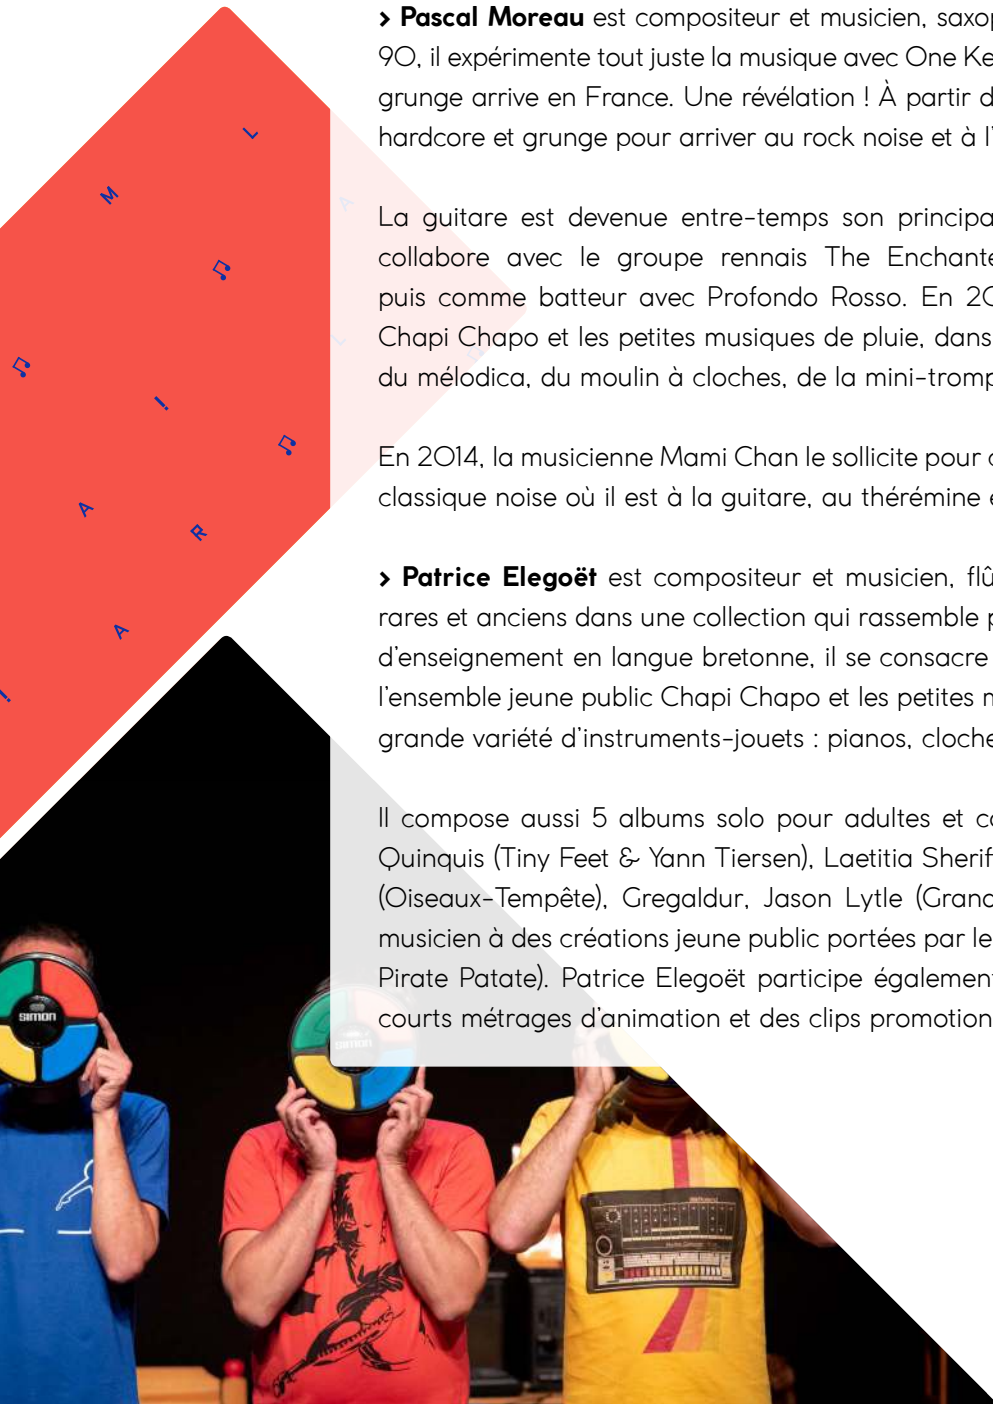 > Pascal Moreau est compositeur et musicien, saxop
90, il expérimente tout juste la musique avec One Ke
grunge arrive en France. Une révélation ! À partir d
hardcore et grunge pour arriver au rock noise et à l'
La guitare est devenue entre-temps son principa
collabore avec le groupe rennais The Enchante
puis comme batteur avec Profondo Rosso. En 20
Chapi Chapo et les petites musiques de pluie, dans
du mélodica, du moulin à cloches, de la mini-tromp
En 2014, la musicienne Mami Chan le sollicite pour
classique noise où il est à la guitare, au thérémine
> Patrice Elegoët est compositeur et musicien, flû
rares et anciens dans une collection qui rassemble p
d'enseignement en langue bretonne, il se consacre
l'ensemble jeune public Chapi Chapo et les petites m
grande variété d'instruments-jouets : pianos, cloche
Il compose aussi 5 albums solo pour adultes et co
Quinquis (Tiny Feet & Yann Tiersen), Laetitia Sherif
(Oiseaux-Tempête), Gregaldur, Jason Lytle (Grand
musicien à des créations jeune public portées par le
Pirate Patate). Patrice Elegoët participe également
courts métrages d'animation et des clips promotion
L
M
A
L
!
A
R
A
!
SIMON
SIMON